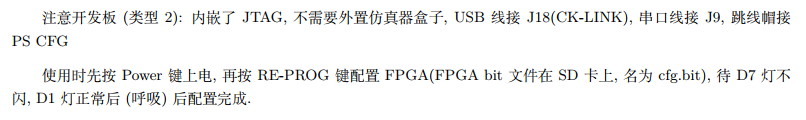 注意开发板 (类型 2): 内嵌了 JTAG, 不需要外置仿真器盒子, USB 线接 J18(CK-LINK), 串口线接 J9, 跳线帽接
PS CFG
使用时先按 Power 键上电, 再按 RE-PROG 键配置 FPGA(FPGA bit 文件在 SD 卡上, 名为 cfg.bit), 待 D7 灯不
闪, D1 灯正常后 (呼吸) 后配置完成.